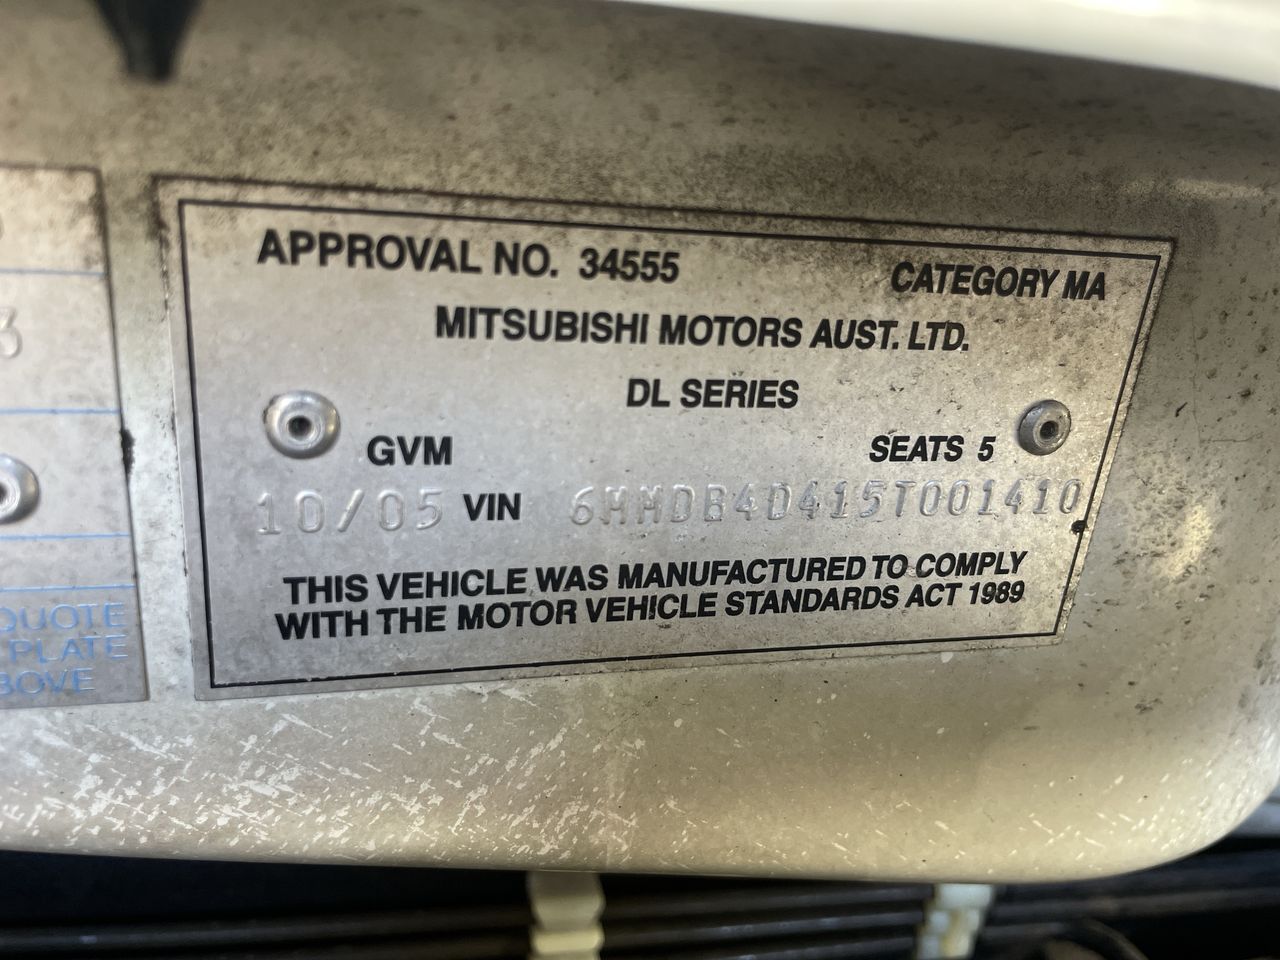 APPROVAL NO. 34555 CATEGORY MA
MITSUBISHI MOTORS AUST. LTD.
DL SERIES
GVM SEATS 5
10/05 VIN 6MMDB4D415T001410
THIS VEHICLE WAS MANUFACTURED TO COMPLY
WITH THE MOTOR VEHICLE STANDARDS ACT 1989
3
QUOTE
PLATE
BOVE